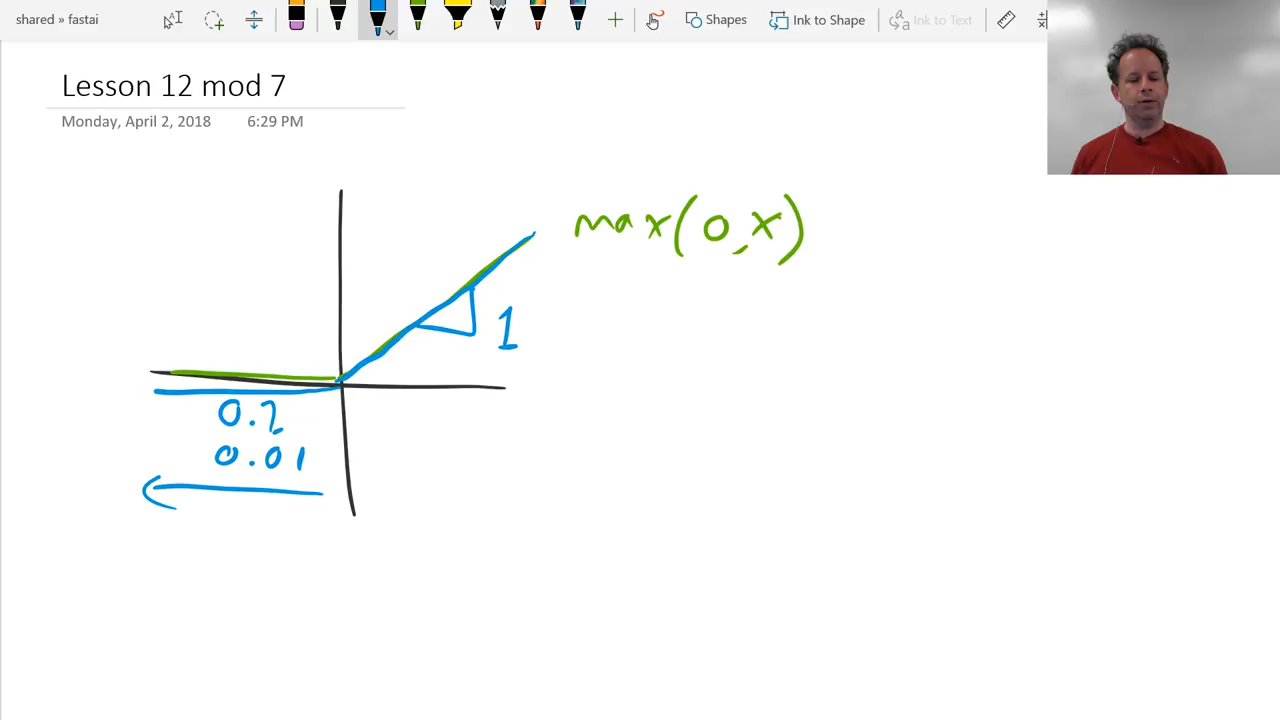 shared » fastai
Shapes
Ink to Shape
Ink to Text
Lesson 12 mod 7
Monday, April 2, 2018 6:29 PM
max(0,x)
1
0.2
0.01